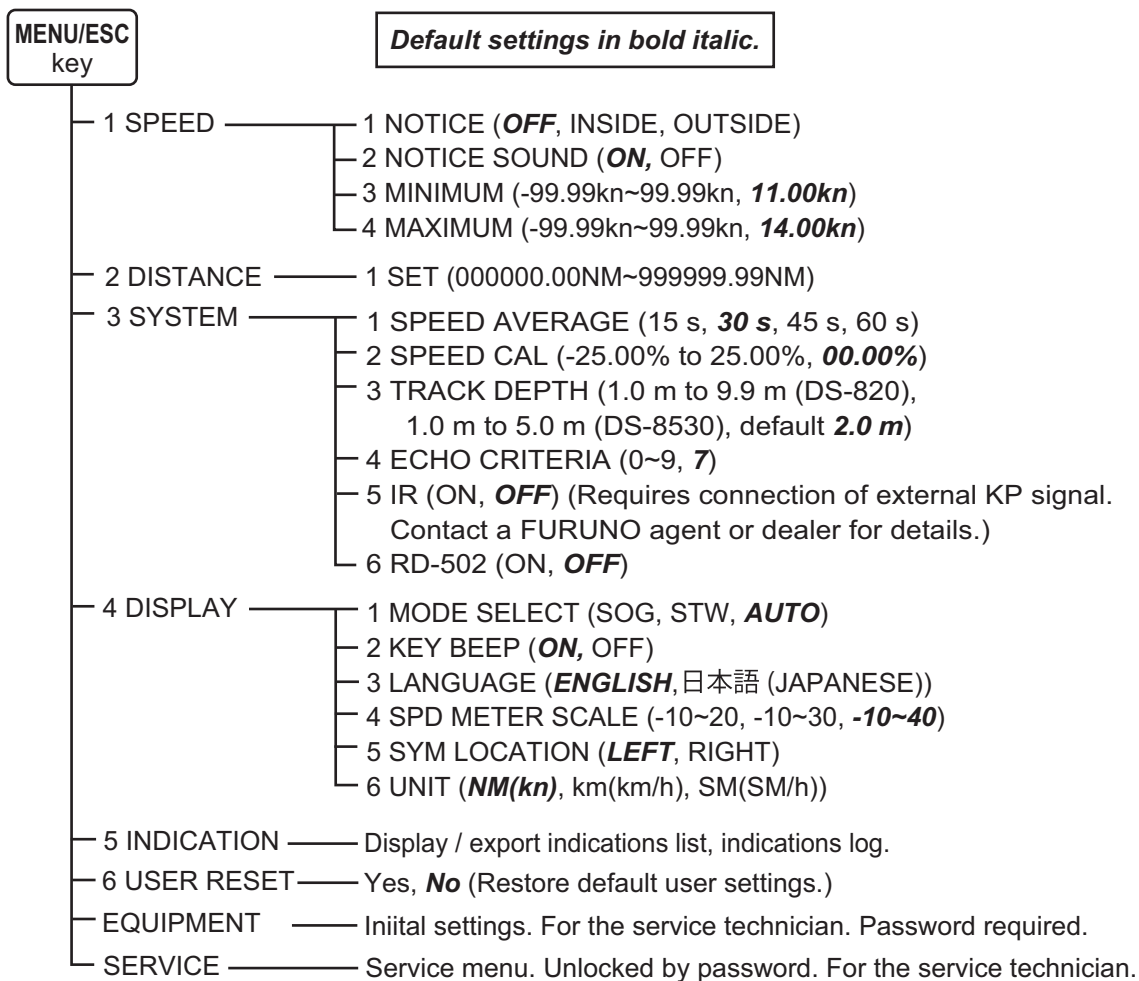 MENU/ESC
key
Default settings in bold italic.
1 SPEED
1 NOTICE (OFF, INSIDE, OUTSIDE)
2 NOTICE SOUND (ON, OFF)
3 MINIMUM (-99.99kn~99.99kn, 11.00kn)
4 MAXIMUM (-99.99kn~99.99kn, 14.00kn)
2 DISTANCE
1 SET (000000.00NM~999999.99NM)
3 SYSTEM
1 SPEED AVERAGE (15 s, 30 s, 45 s, 60 s)
2 SPEED CAL (-25.00% to 25.00%, 00.00%)
3 TRACK DEPTH (1.0 m to 9.9 m (DS-820),
1.0 m to 5.0 m (DS-8530), default 2.0 m)
4 ECHO CRITERIA (0~9, 7)
5 IR (ON, OFF) (Requires connection of external KP signal.
Contact a FURUNO agent or dealer for details.)
6 RD-502 (ON, OFF)
4 DISPLAY
1 MODE SELECT (SOG, STW, AUTO)
2 KEY BEEP (ON, OFF)
3 LANGUAGE (ENGLISH,日本語 (JAPANESE))
4 SPD METER SCALE (-10~20, -10~30, -10~40)
5 SYM LOCATION (LEFT, RIGHT)
6 UNIT (NM(kn), km(km/h), SM(SM/h))
5 INDICATION
Display / export indications list, indications log.
6 USER RESET
Yes, No (Restore default user settings.)
EQUIPMENT
Iniital settings. For the service technician. Password required.
SERVICE
Service menu. Unlocked by password. For the service technician.